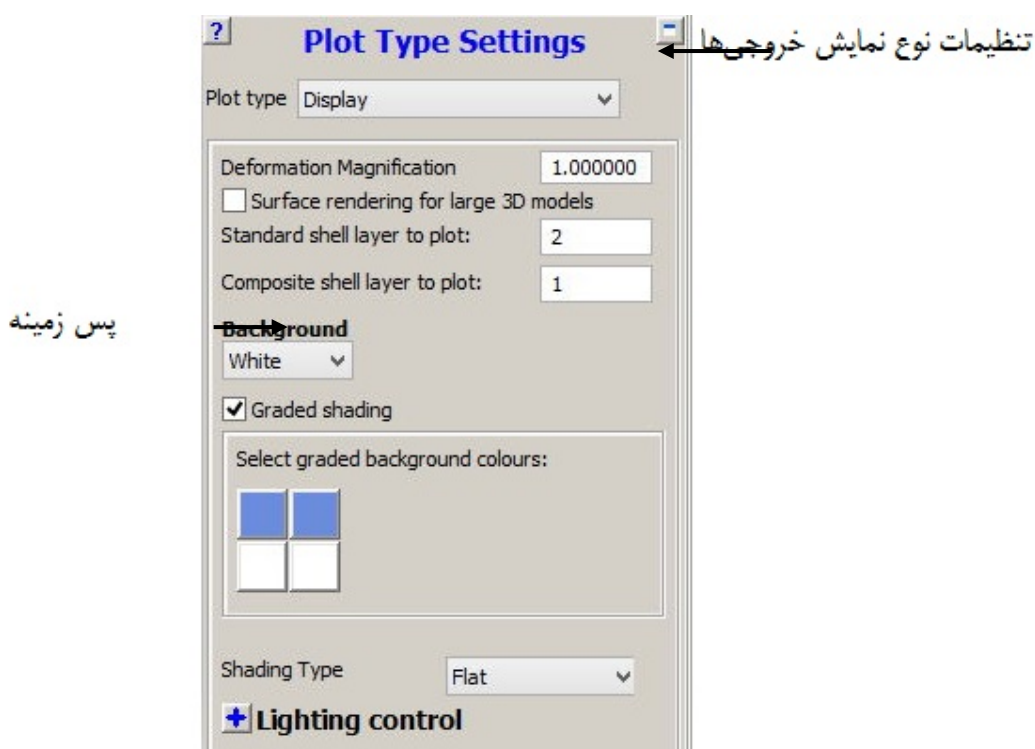 ?
Plot Type Settings
تنظیمات نوع نمایش خروجی‌ها
Plot type Display
Deformation Magnification 1.000000
Surface rendering for large 3D models
Standard shell layer to plot: 2
Composite shell layer to plot: 1
پس زمینه
Background
White
Graded shading
Select graded background colours:
Shading Type Flat
Lighting control